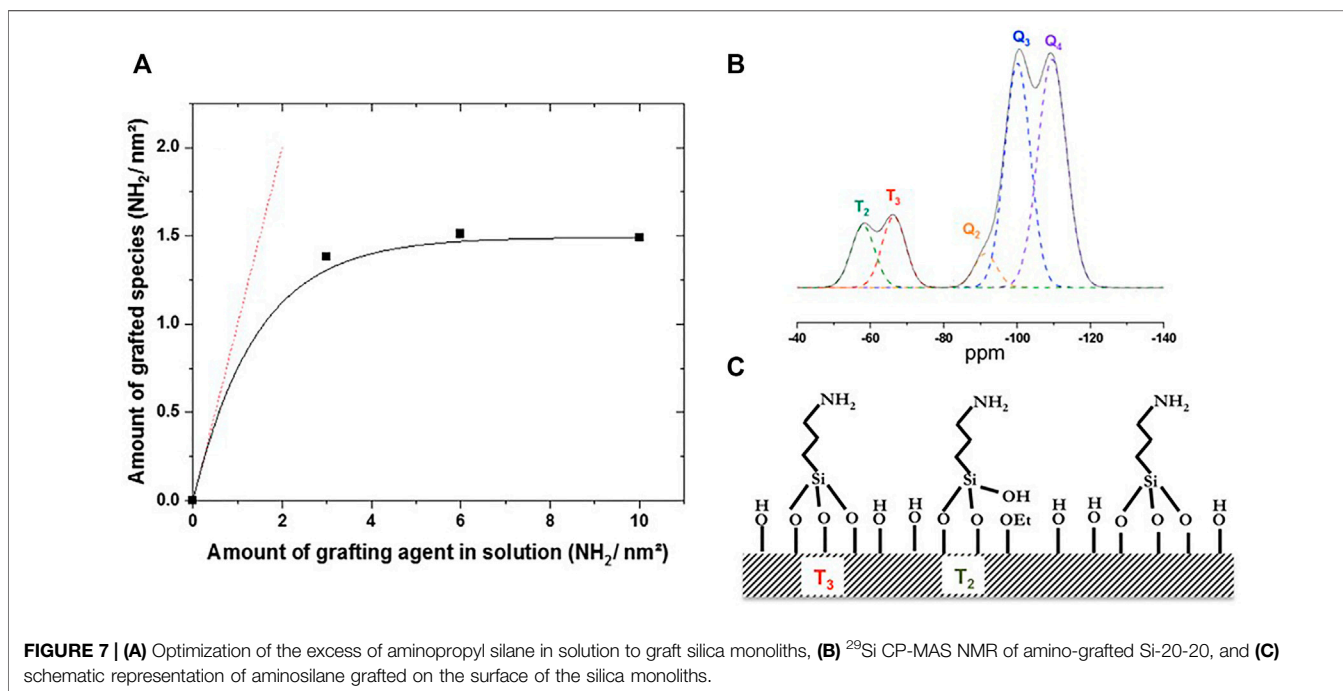 A
Amount of grafted species (NH₂/ nm²)
2.0
1.5
1.0
0.5
0.0
0 2 4 6 8 10
Amount of grafting agent in solution (NH₂/ nm²)
B
Q₃ Q₄
T₂ T₃
Q₂
-40 -60 -80 -100 -120 -140
ppm
C
NH₂ NH₂ NH₂
Si Si OH Si
H H H H H H H
O O O O O O O O OEt O O O O O O
T₃ T₂
FIGURE 7 | (A) Optimization of the excess of aminopropyl silane in solution to graft silica monoliths, (B) ²⁹Si CP-MAS NMR of amino-grafted Si-20-20, and (C)
schematic representation of aminosilane grafted on the surface of the silica monoliths.